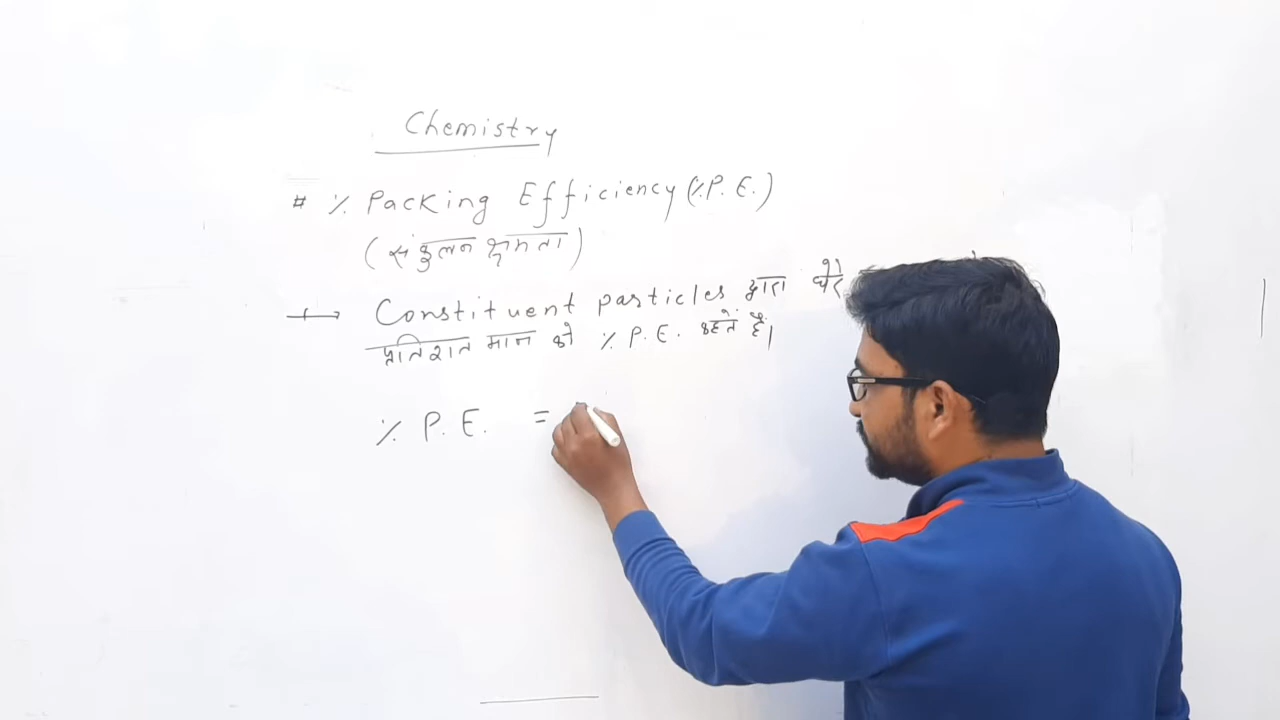 Chemistry
# % Packing Efficiency (% P.E.)
(संकुलन क्षमता)
→ Constituent particles द्वारा घेरे
प्रतिशत मान को % P.E. कहते हैं।
% P.E. =